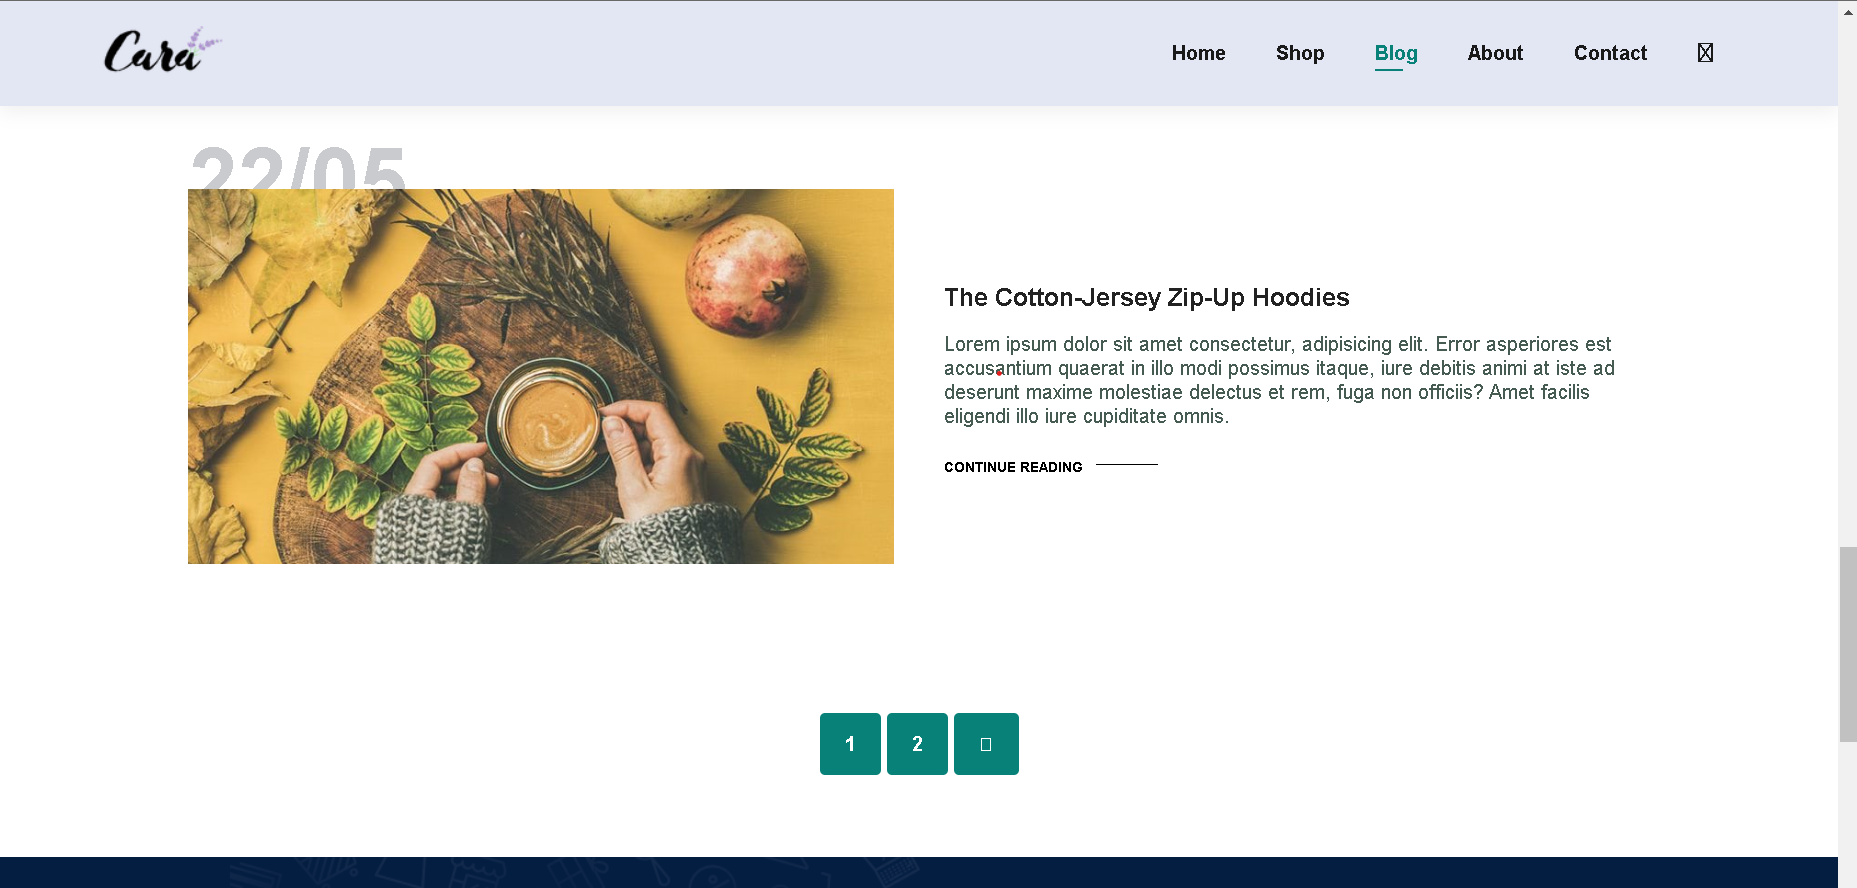 Cara
Home Shop Blog About Contact
22/05
The Cotton-Jersey Zip-Up Hoodies
Lorem ipsum dolor sit amet consectetur, adipisicing elit. Error asperiores est
accusantium quaerat in illo modi possimus itaque, iure debitis animi at iste ad
deserunt maxime molestiae delectus et rem, fuga non officiis? Amet facilis
eligendi illo iure cupiditate omnis.
CONTINUE READING
1 2